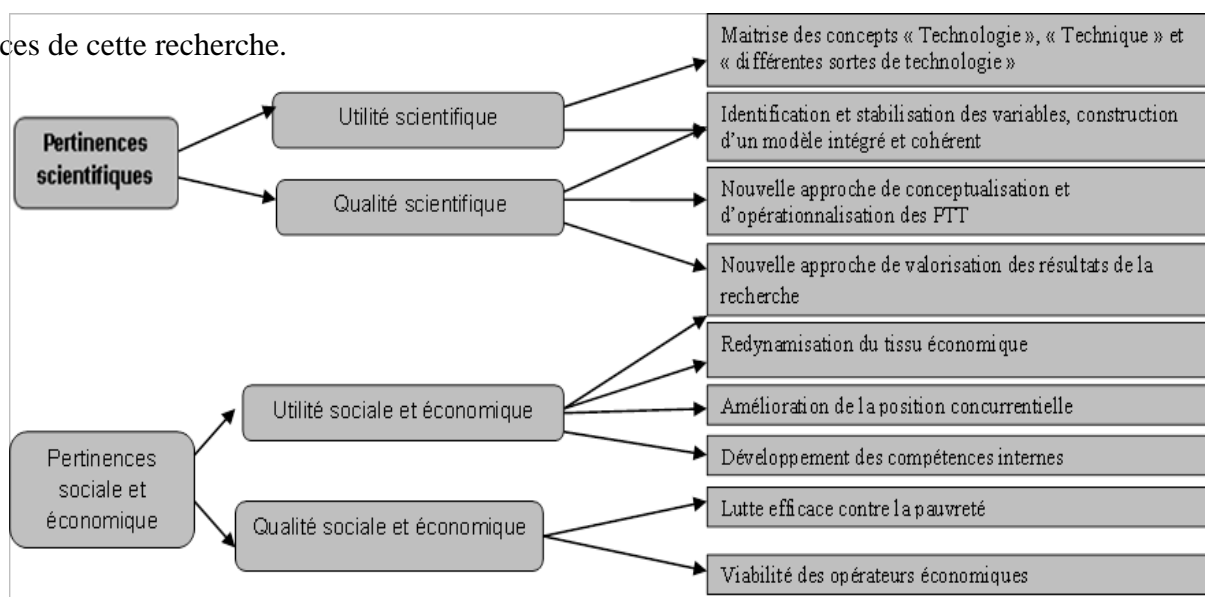 ces de cette recherche.
Pertinences
scientifiques
Utilité scientifique
Qualité scientifique
Maitrise des concepts « Technologie », « Technique » et
« différentes sortes de technologie »
Identification et stabilisation des variables, construction
d’un modèle intégré et cohérent
Nouvelle approche de conceptualisation et
d’opérationnalisation des PTT
Nouvelle approche de valorisation des résultats de la
recherche
Pertinences
sociale et
économique
Utilité sociale et économique
Qualité sociale et économique
Redynamisation du tissu économique
Amélioration de la position concurrentielle
Développement des compétences internes
Lutte efficace contre la pauvreté
Viabilité des opérateurs économiques